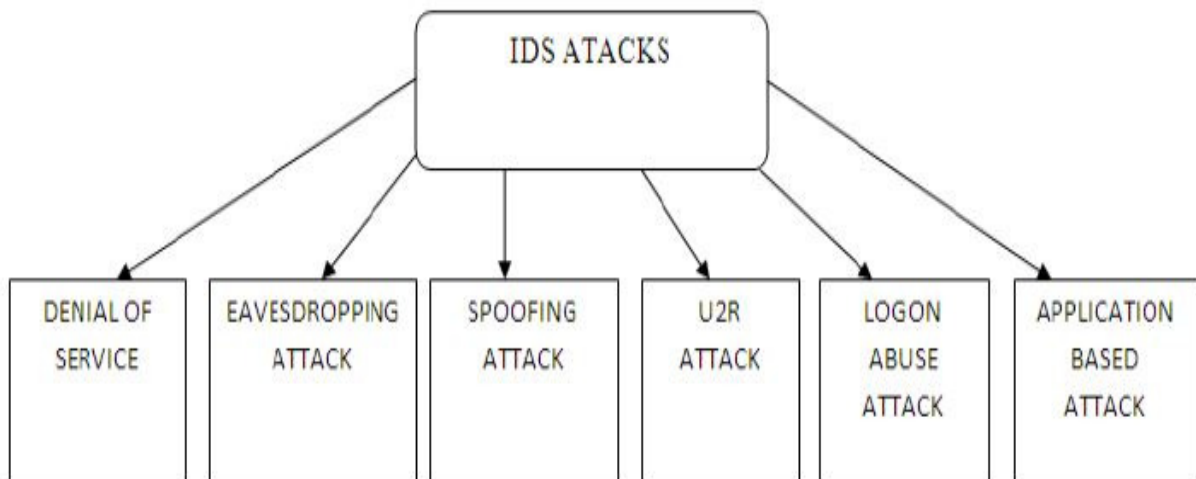 IDS ATACKS
DENIAL OF
SERVICE
EAVESDROPPING
ATTACK
SPOOFING
ATTACK
U2R
ATTACK
LOGON
ABUSE
ATTACK
APPLICATION
BASED
ATTACK